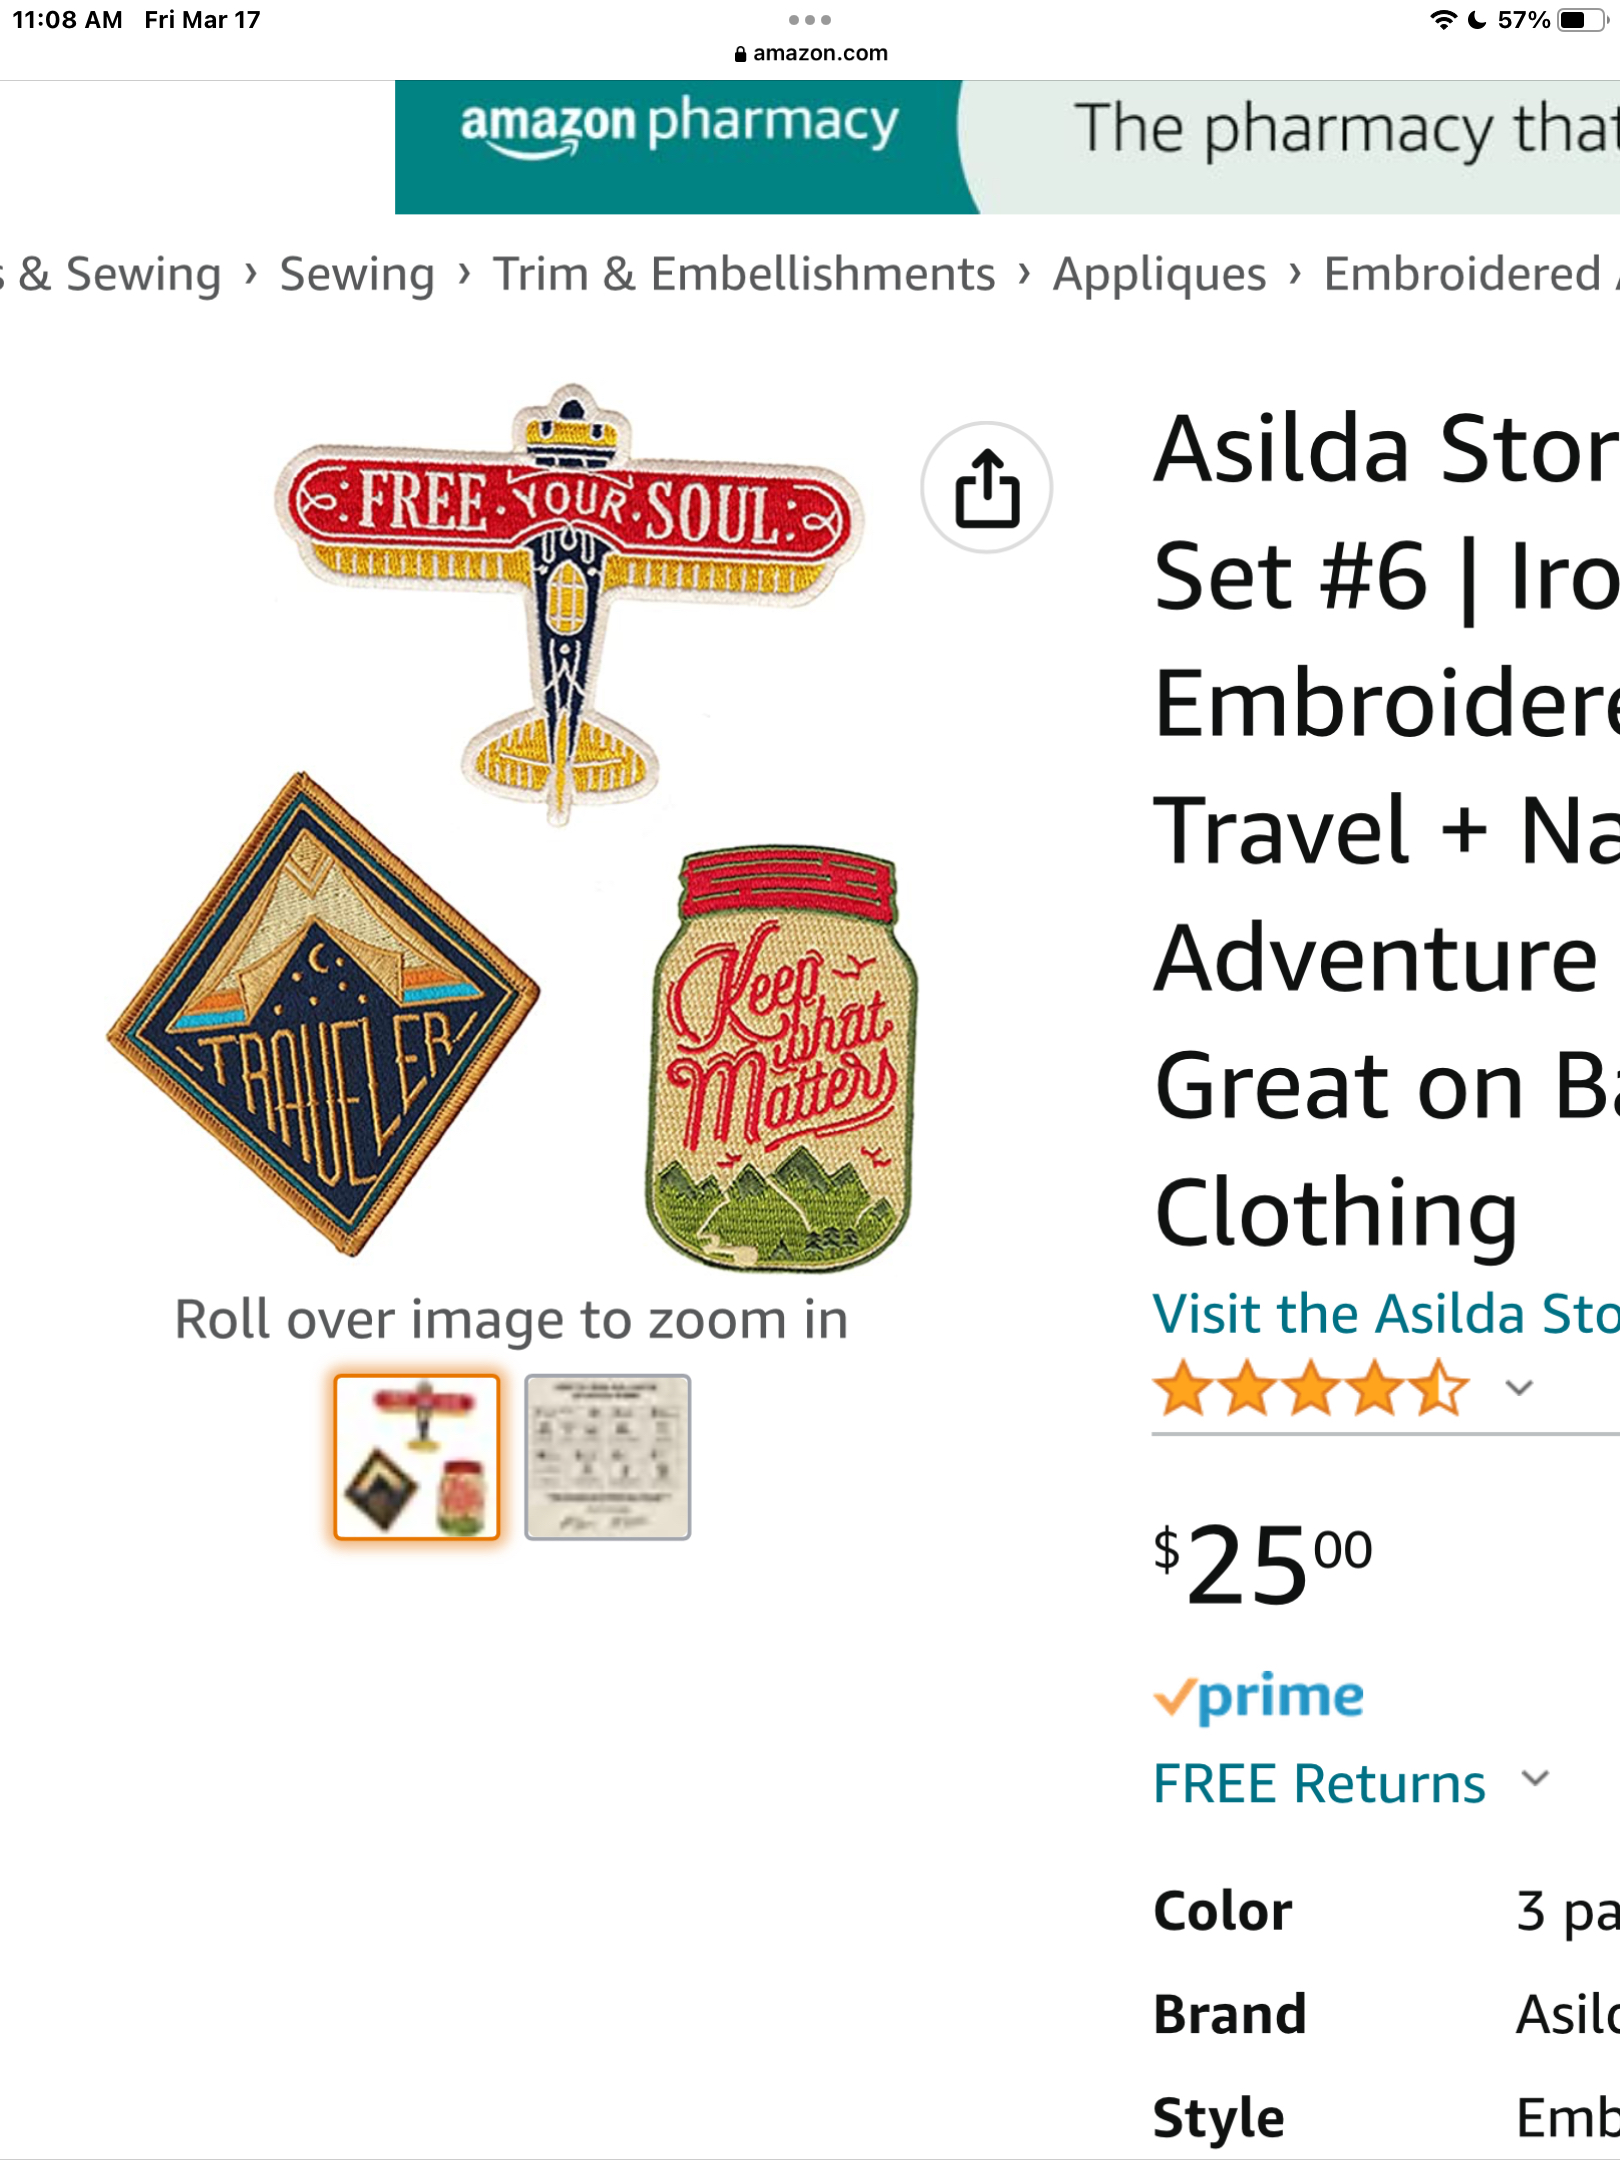 11:08 AM Fri Mar 17
57%
amazon.com
amazon pharmacy
The pharmacy that
& Sewing › Sewing › Trim & Embellishments › Appliques › Embroidered
FREE · YOUR · SOUL
TRAVELER
Keep
what
Matters
Roll over image to zoom in
Asilda Stor
Set #6 | Iro
Embroidere
Travel + Na
Adventure
Great on Ba
Clothing
Visit the Asilda Sto
$25 00
prime
FREE Returns
Color 3 pa
Brand Asild
Style Emb